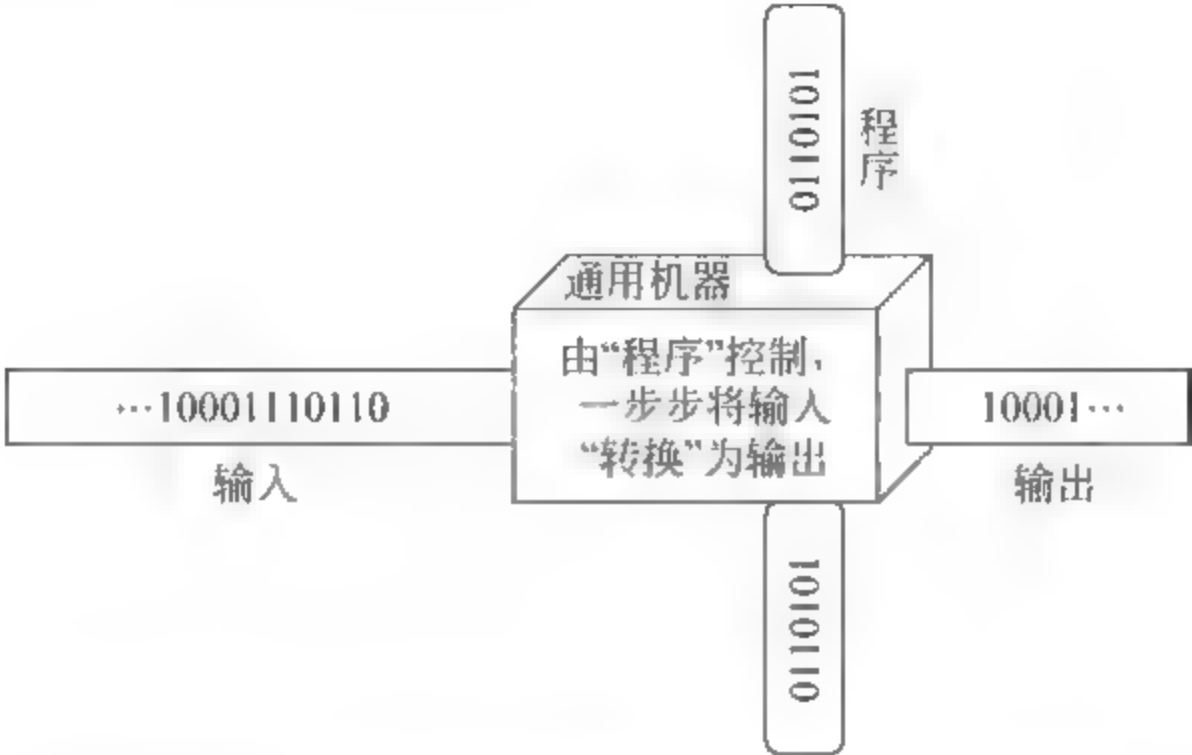 0110101
程序
通用机器
由“程序”控制，
一步步将输入
“转换”为输出
…10001110110
输入
10001…
输出
0110101